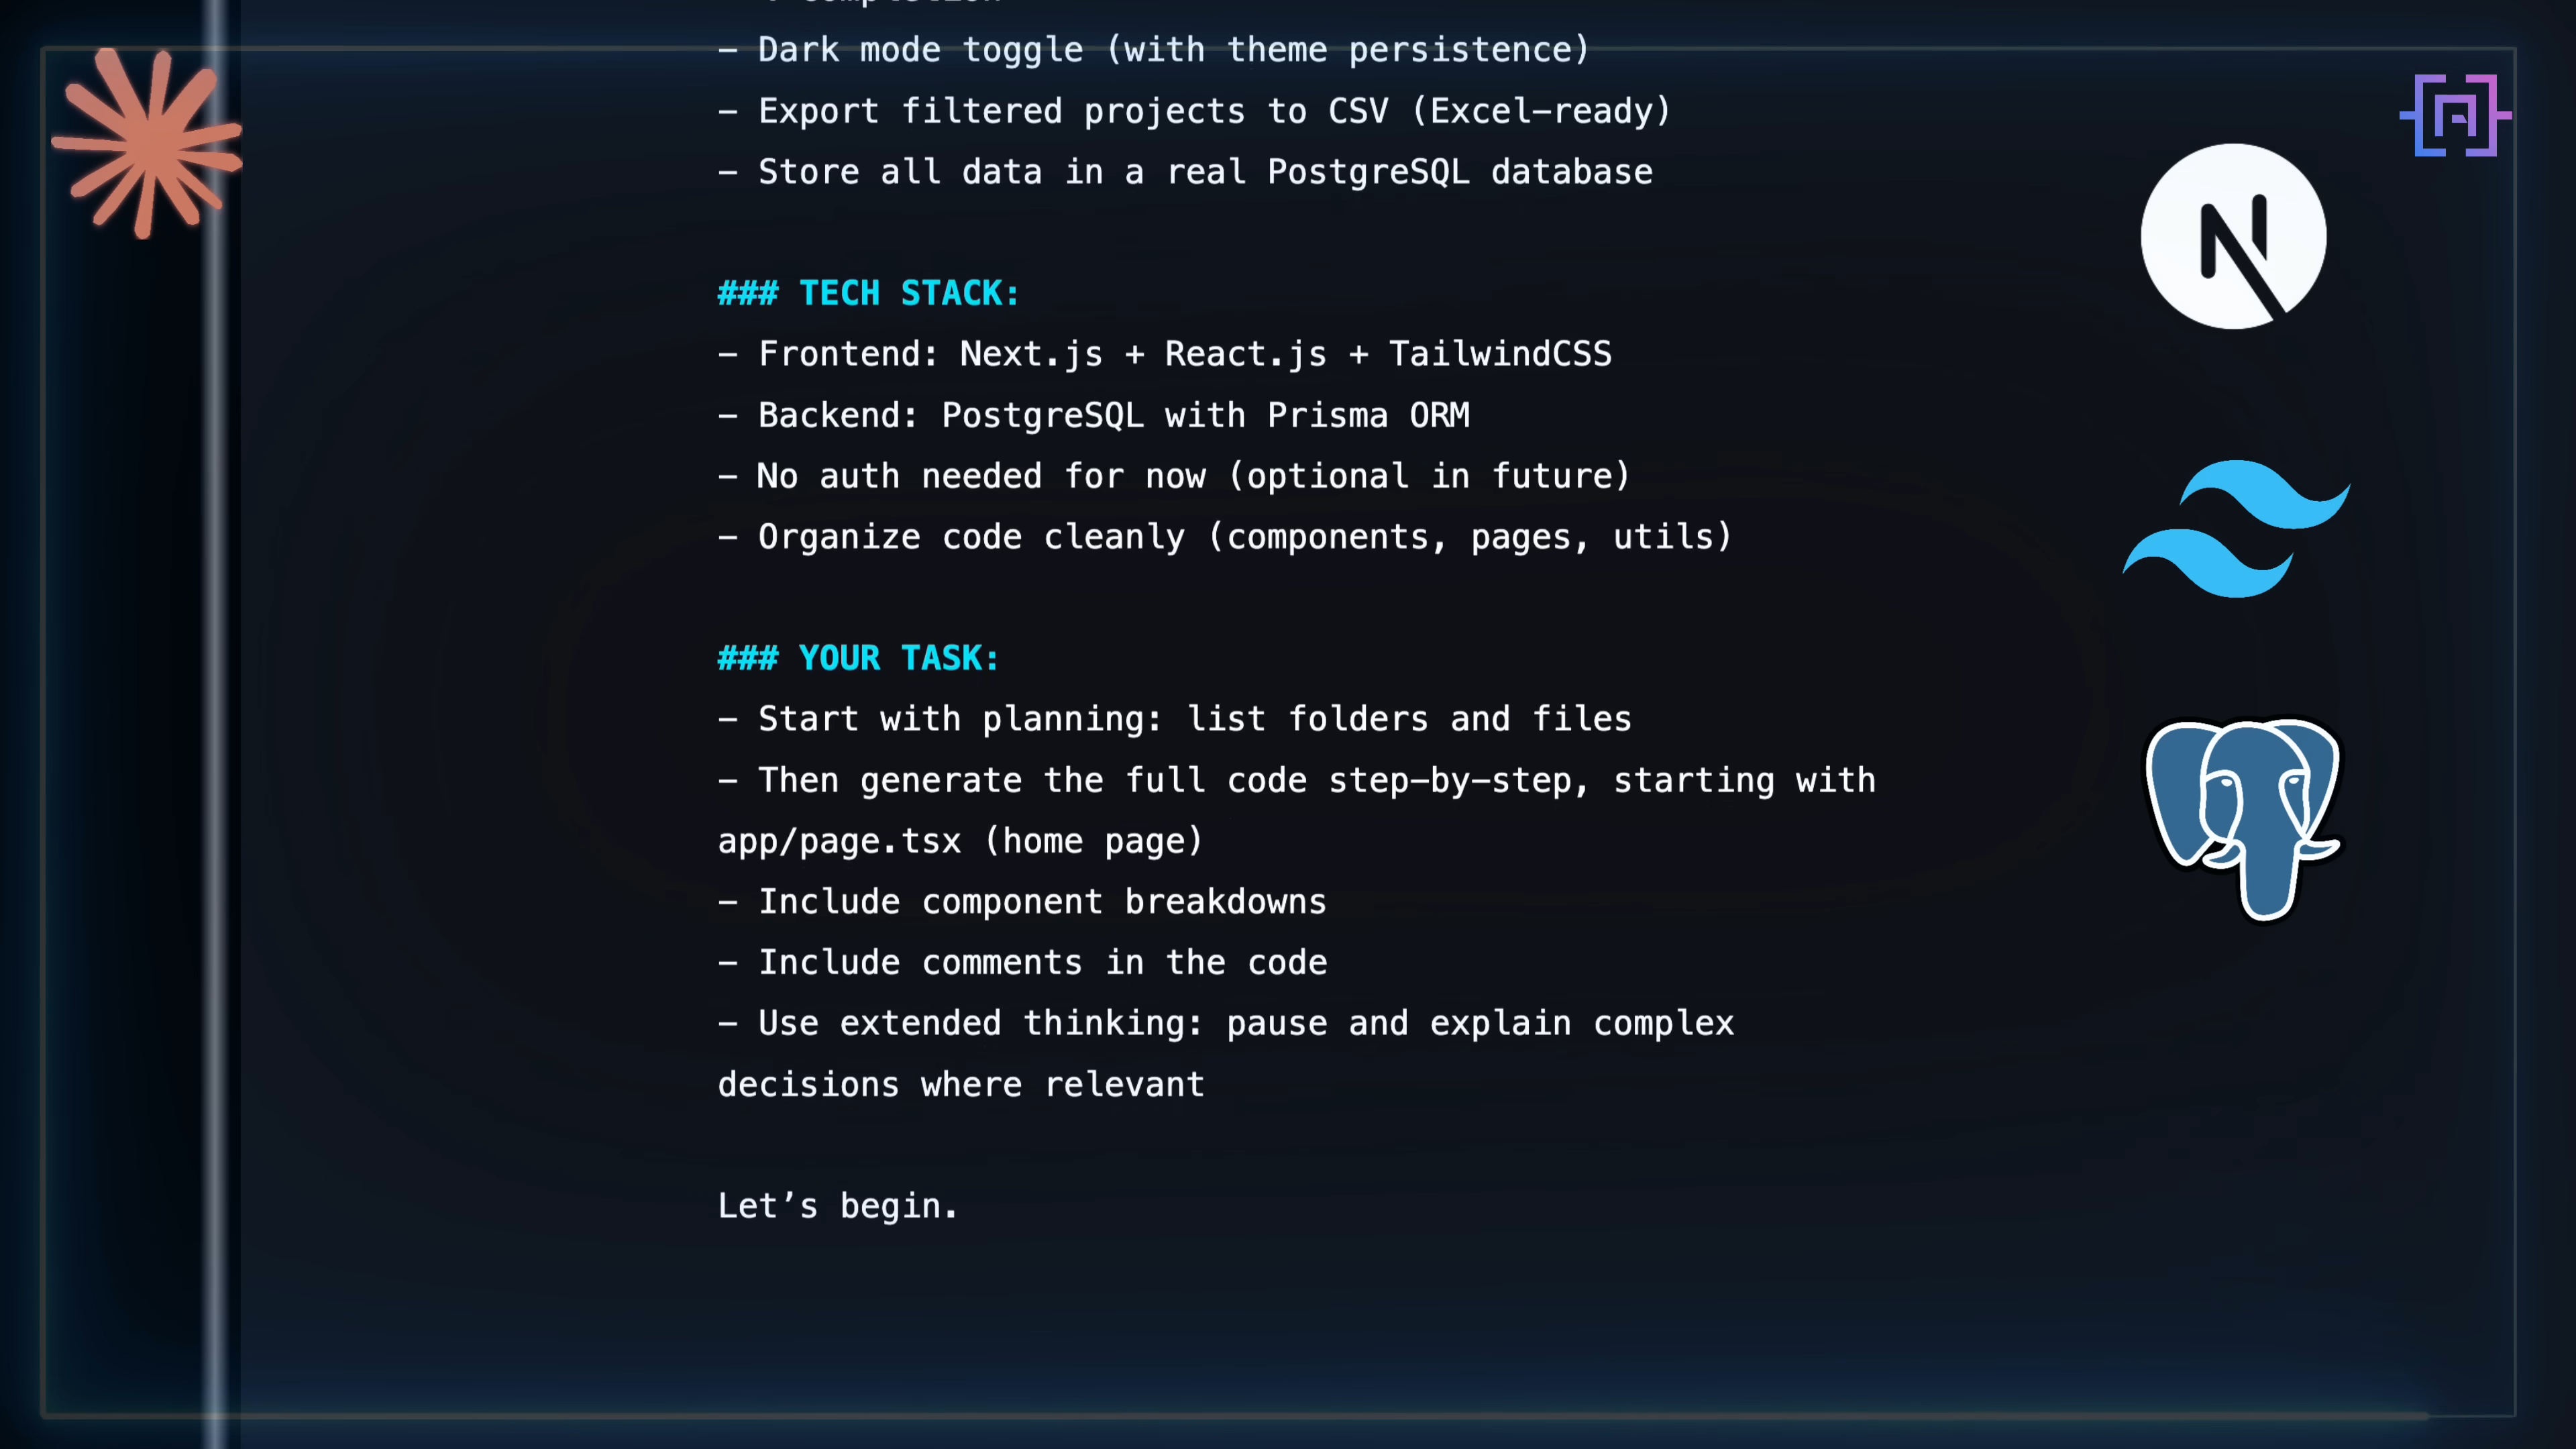 – Dark mode toggle (with theme persistence)
– Export filtered projects to CSV (Excel–ready)
– Store all data in a real PostgreSQL database
### TECH STACK:
– Frontend: Next.js + React.js + TailwindCSS
– Backend: PostgreSQL with Prisma ORM
– No auth needed for now (optional in future)
– Organize code cleanly (components, pages, utils)
### YOUR TASK:
– Start with planning: list folders and files
– Then generate the full code step–by–step, starting with
app/page.tsx (home page)
– Include component breakdowns
– Include comments in the code
– Use extended thinking: pause and explain complex
decisions where relevant
Let’s begin.